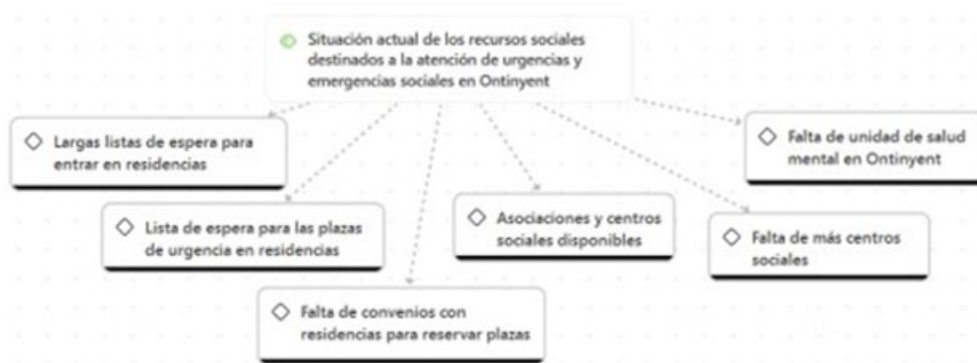 Situación actual de los recursos sociales
destinados a la atención de urgencias y
emergencias sociales en Ontinyent
Largas listas de espera para
entrar en residencias
Falta de unidad de salud
mental en Ontinyent
Lista de espera para las plazas
de urgencia en residencias
Asociaciones y centros
sociales disponibles
Falta de más centros
sociales
Falta de convenios con
residencias para reservar plazas